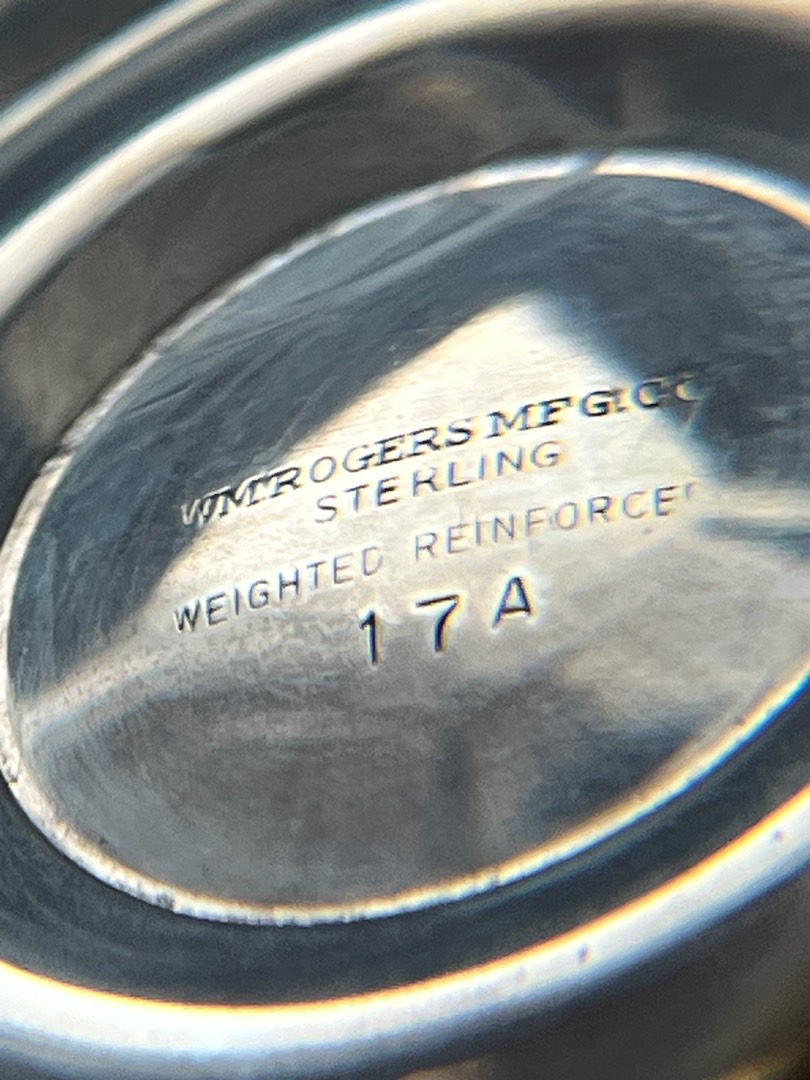 WM ROGERS MFG. CO
STERLING
WEIGHTED REINFORCED
17A